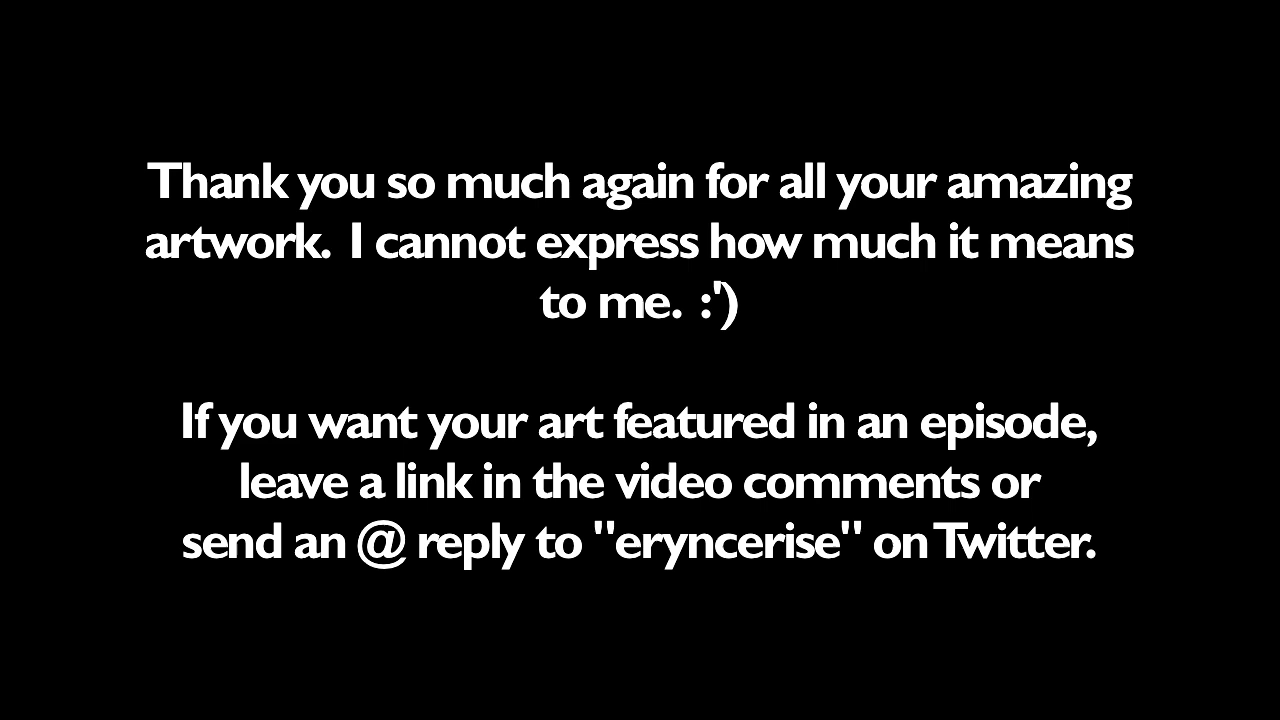 Thank you so much again for all your amazing
artwork.  I cannot express how much it means
to me.  :')
If you want your art featured in an episode,
leave a link in the video comments or
send an @ reply to "eryncerise" on Twitter.